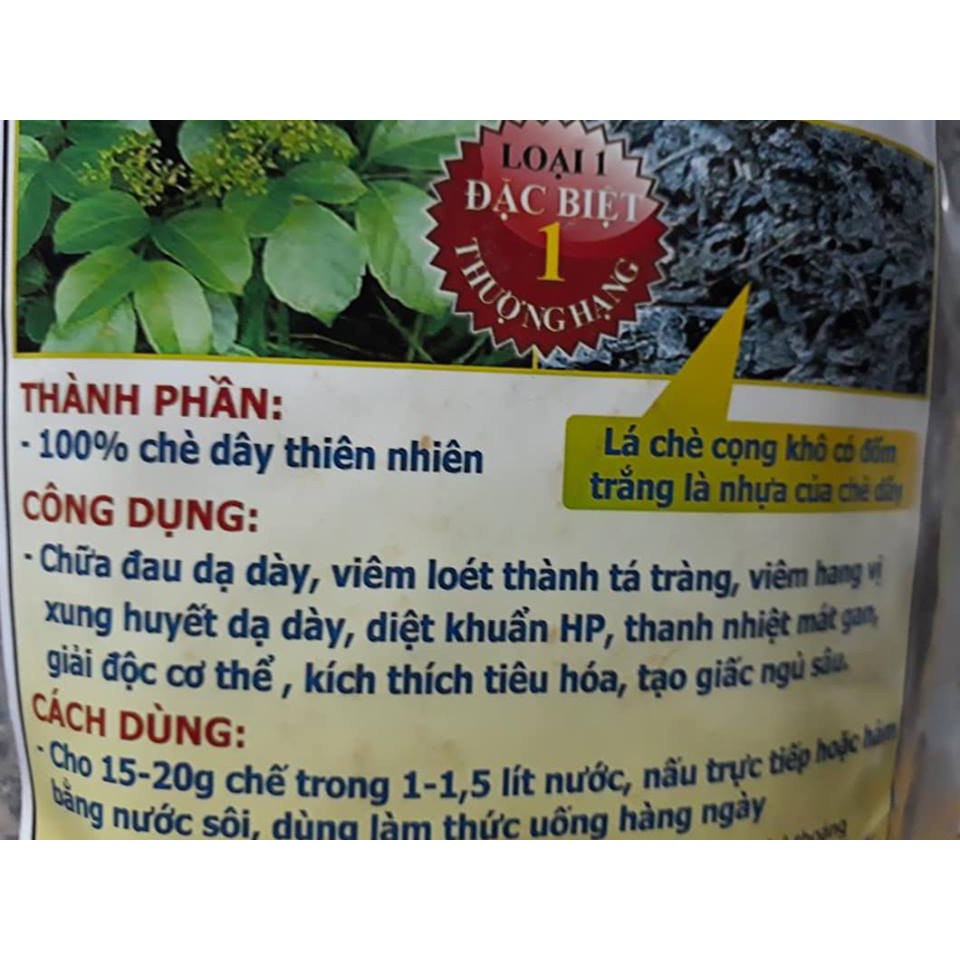 LOẠI 1
ĐẶC BIỆT
1
THƯỢNG HẠNG
THÀNH PHẦN:
- 100% chè dây thiên nhiên
Lá chè cọng khô có đốm
trắng là nhựa của chè dây
CÔNG DỤNG:
- Chữa đau dạ dày, viêm loét thành tá tràng, viêm hang vị
xung huyết dạ dày, diệt khuẩn HP, thanh nhiệt mát gan,
giải độc cơ thể , kích thích tiêu hóa, tạo giấc ngủ sâu.
CÁCH DÙNG:
- Cho 15-20g chế trong 1-1,5 lít nước, nấu trực tiếp hoặc hãm
bằng nước sôi, dùng làm thức uống hàng ngày
thoáng